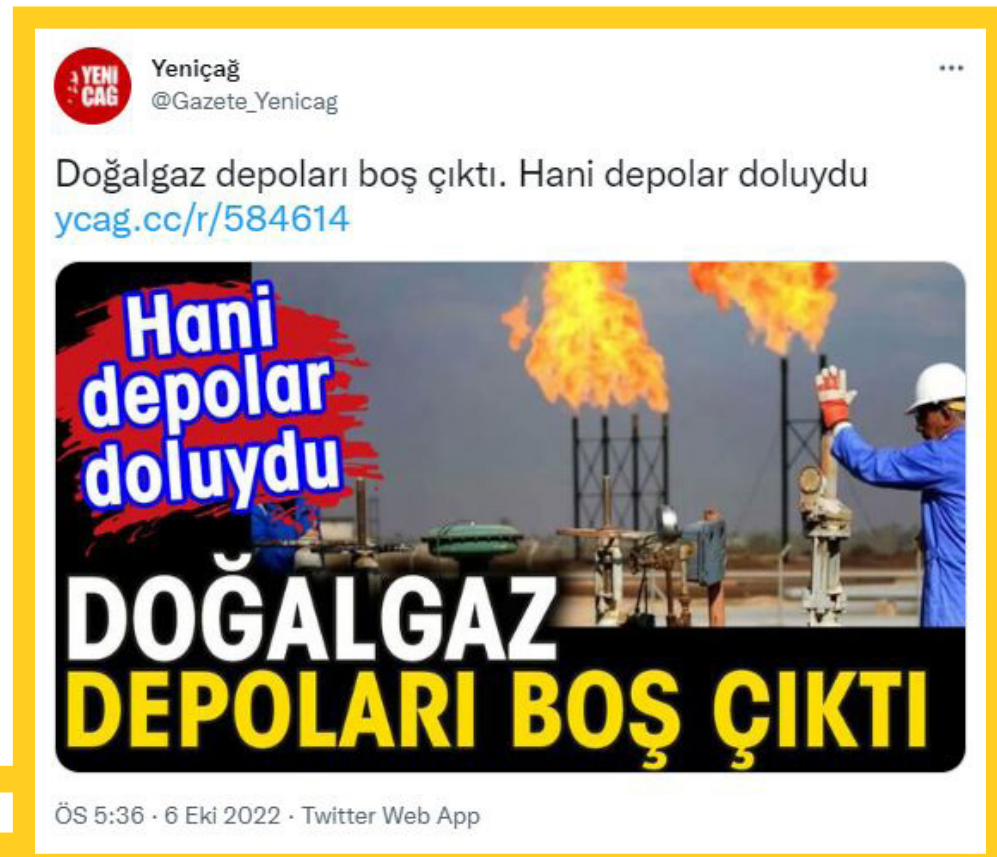 YENİ
ÇAĞ
Yeniçağ
@Gazete_Yenicag
Doğalgaz depoları boş çıktı. Hani depolar doluydu
ycag.cc/r/584614
Hani
depolar
doluydu
DOĞALGAZ
DEPOLARI BOŞ ÇIKTI
ÖS 5:36 · 6 Eki 2022 · Twitter Web App